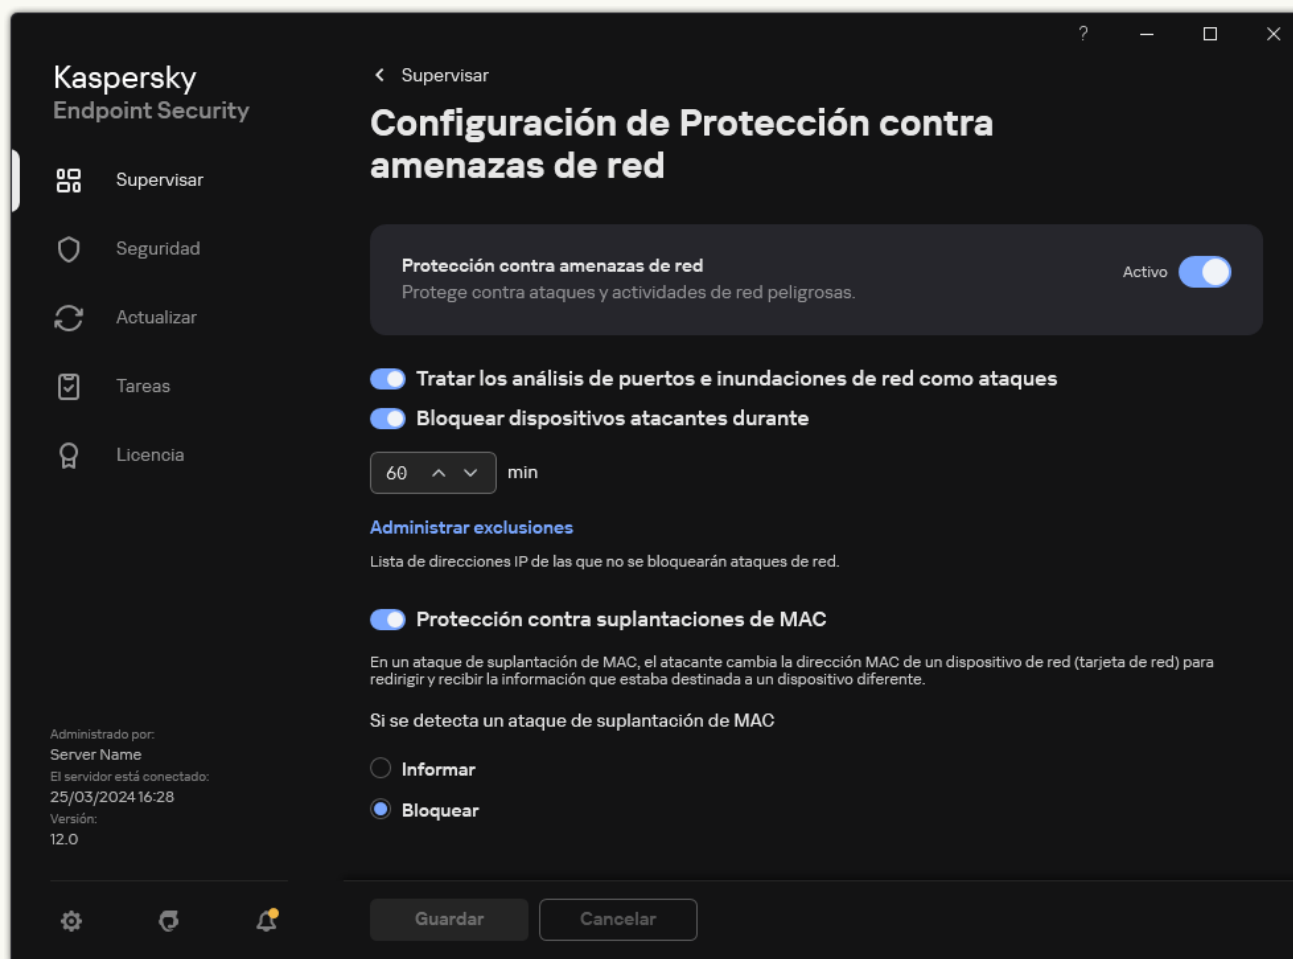 ?
Kaspersky
Endpoint Security
Supervisar
Seguridad
Actualizar
Tareas
Licencia
Administrado por:
Server Name
El servidor está conectado:
25/03/2024 16:28
Versión:
12.0
Supervisar
Configuración de Protección contra
amenazas de red
Protección contra amenazas de red
Protege contra ataques y actividades de red peligrosas.
Activo
Tratar los análisis de puertos e inundaciones de red como ataques
Bloquear dispositivos atacantes durante
60 min
Administrar exclusiones
Lista de direcciones IP de las que no se bloquearán ataques de red.
Protección contra suplantaciones de MAC
En un ataque de suplantación de MAC, el atacante cambia la dirección MAC de un dispositivo de red (tarjeta de red) para
redirigir y recibir la información que estaba destinada a un dispositivo diferente.
Si se detecta un ataque de suplantación de MAC
Informar
Bloquear
Guardar
Cancelar